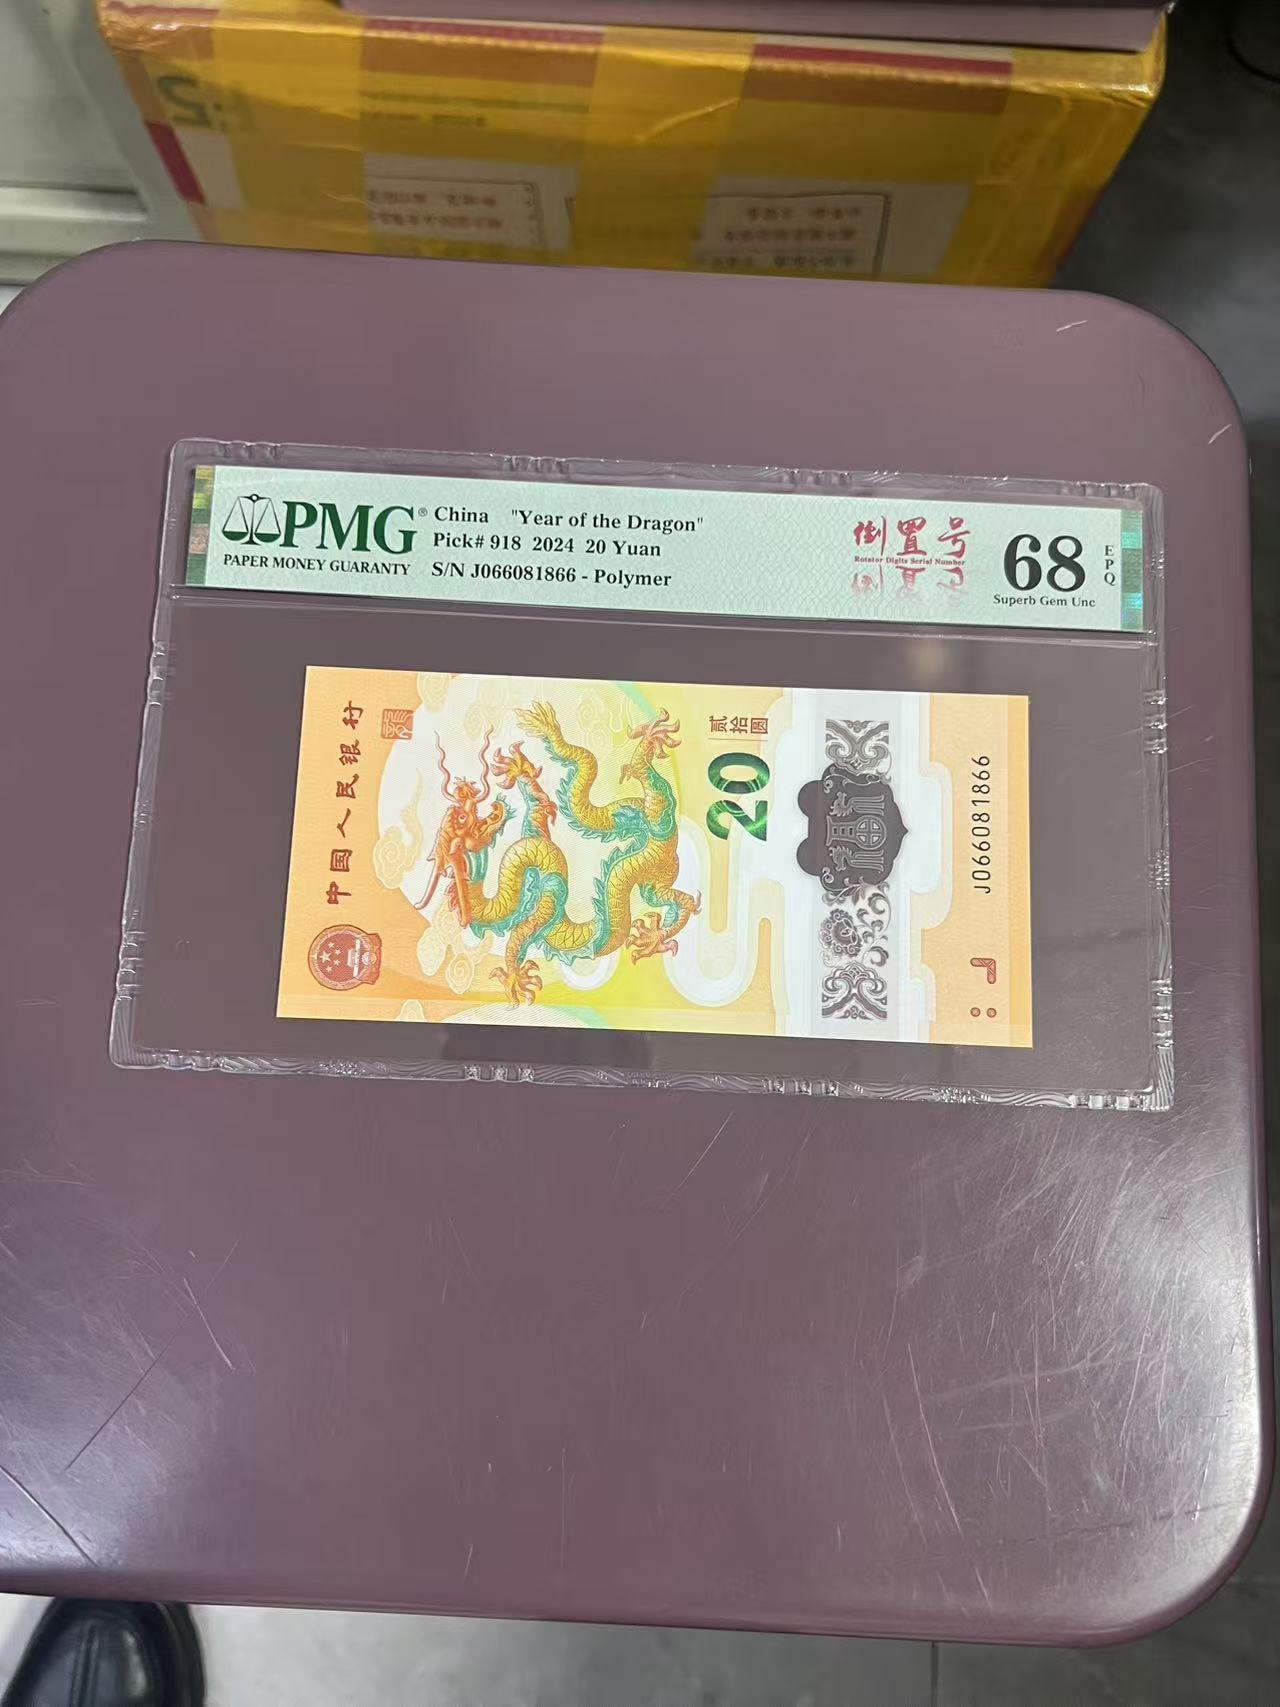 PMG®
PAPER MONEY GUARANTY
China "Year of the Dragon"
Pick# 918 2024 20 Yuan
S/N J066081866 - Polymer
倒置号
Rotator Digits Serial Number
68
Superb Gem Unc
EPQ
中国人民银行
贰拾圆
20
J066081866